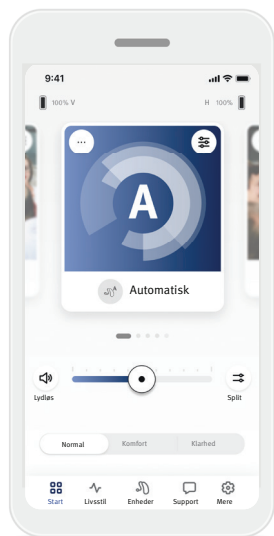 9:41
100% V
H 100%
A
Automatisk
Lydløs
Split
Normal Komfort Klarhed
Start Livsstil Enheder Support Mere